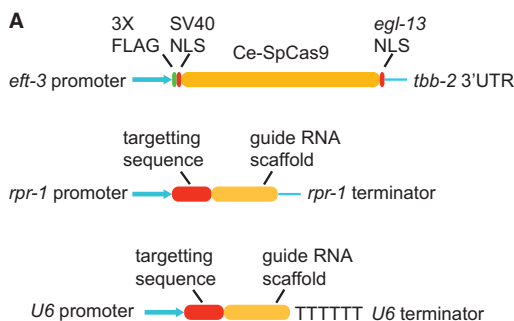 A
3X SV40 egl-13
FLAG NLS Ce-SpCas9 NLS
eft-3 promoter tbb-2 3'UTR
targetting guide RNA
sequence scaffold
rpr-1 promoter rpr-1 terminator
targetting guide RNA
sequence scaffold
U6 promoter TTTTTT U6 terminator